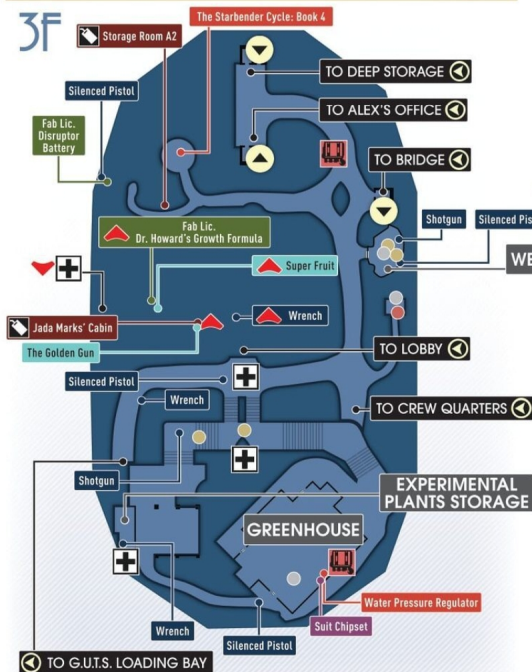 3F
The Starbender Cycle: Book 4
Storage Room A2
Silenced Pistol
Fab Lic.
Disruptor
Battery
TO DEEP STORAGE
TO ALEX'S OFFICE
TO BRIDGE
Shotgun
Silenced Pis
WE
Fab Lic.
Dr. Howard's Growth Formula
Super Fruit
Wrench
Jada Marks' Cabin
The Golden Gun
TO LOBBY
Silenced Pistol
Wrench
TO CREW QUARTERS
Shotgun
EXPERIMENTAL
PLANTS STORAGE
GREENHOUSE
Water Pressure Regulator
Suit Chipset
Wrench
Silenced Pistol
TO G.U.T.S. LOADING BAY